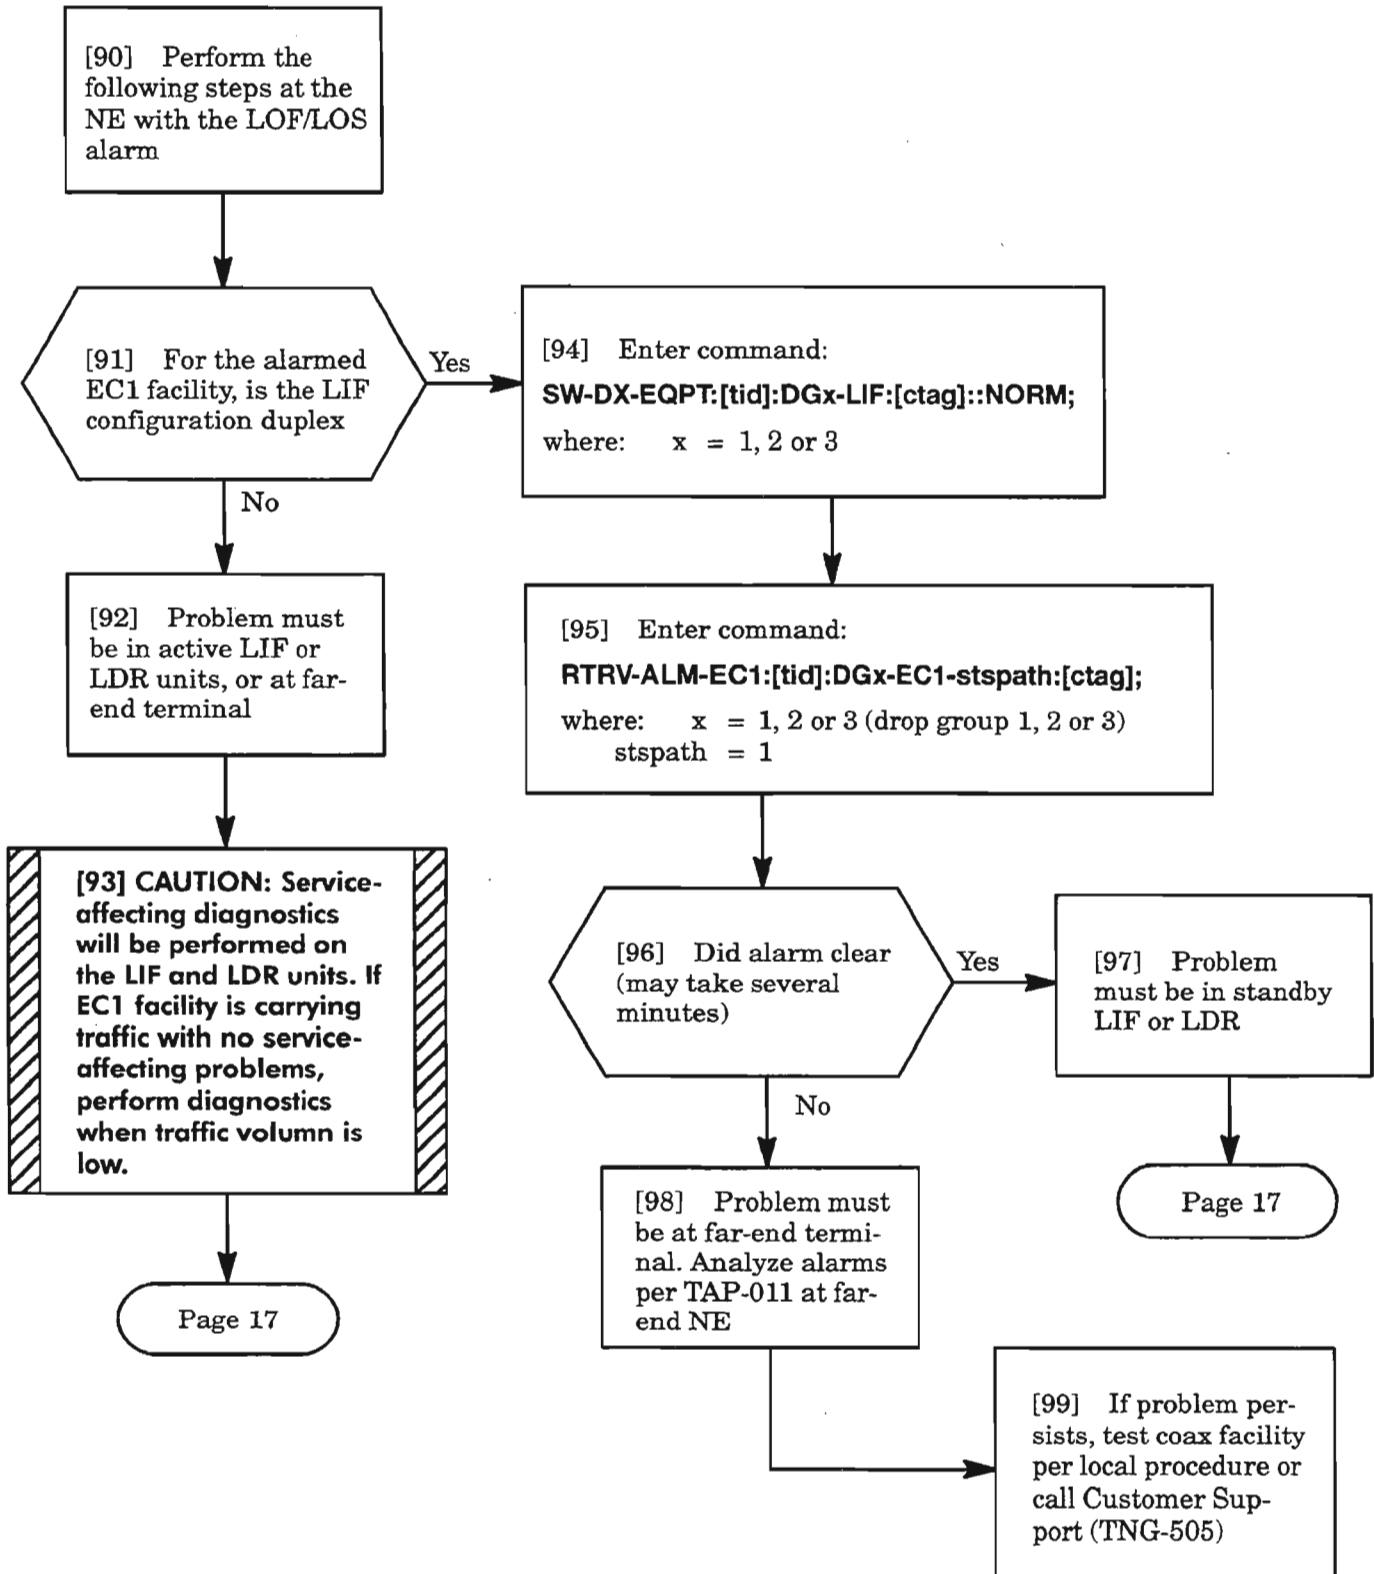 [90] Perform the
following steps at the
NE with the LOF/LOS
alarm
[91] For the alarmed
EC1 facility, is the LIF
configuration duplex
Yes
No
[92] Problem must
be in active LIF or
LDR units, or at far-
end terminal
[93] CAUTION: Service-
affecting diagnostics
will be performed on
the LIF and LDR units. If
EC1 facility is carrying
traffic with no service-
affecting problems,
perform diagnostics
when traffic volumn is
low.
Page 17
[94] Enter command:
SW-DX-EQPT:[tid]:DGx-LIF:[ctag]::NORM;
where: x = 1, 2 or 3
[95] Enter command:
RTRV-ALM-EC1:[tid]:DGx-EC1-stspath:[ctag];
where: x = 1, 2 or 3 (drop group 1, 2 or 3)
stspath = 1
[96] Did alarm clear
(may take several
minutes)
Yes
No
[97] Problem
must be in standby
LIF or LDR
Page 17
[98] Problem must
be at far-end termi-
nal. Analyze alarms
per TAP-011 at far-
end NE
[99] If problem per-
sists, test coax facility
per local procedure or
call Customer Sup-
port (TNG-505)